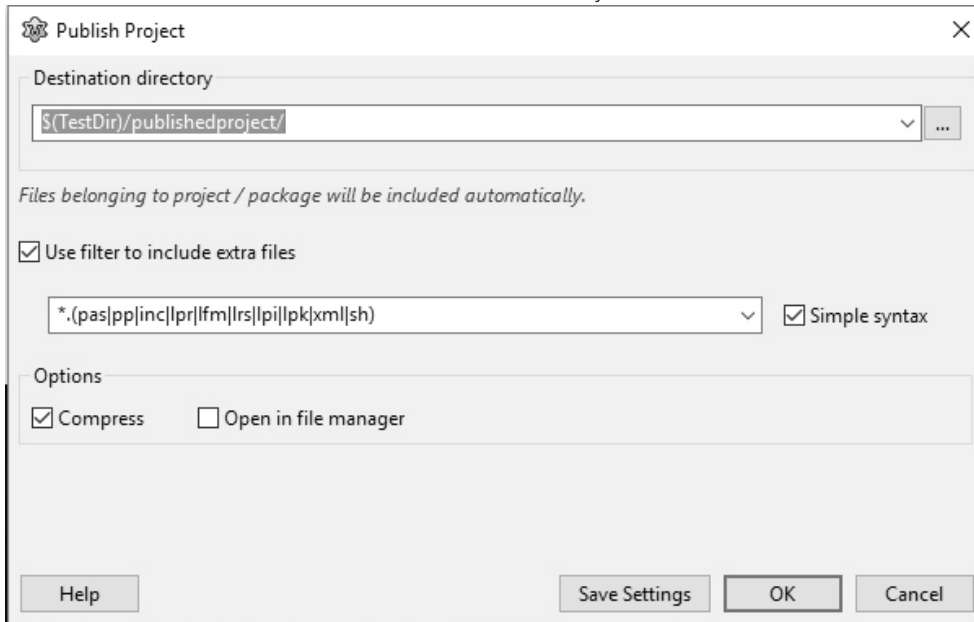 Publish Project
Destination directory
$(TestDir)/publishedproject/
...
Files belonging to project / package will be included automatically.
Use filter to include extra files
*.(pas|pp|inc|lpr|lfm|lrs|lpi|lpk|xml|sh)
Simple syntax
Options
Compress
Open in file manager
Help
Save Settings
OK
Cancel